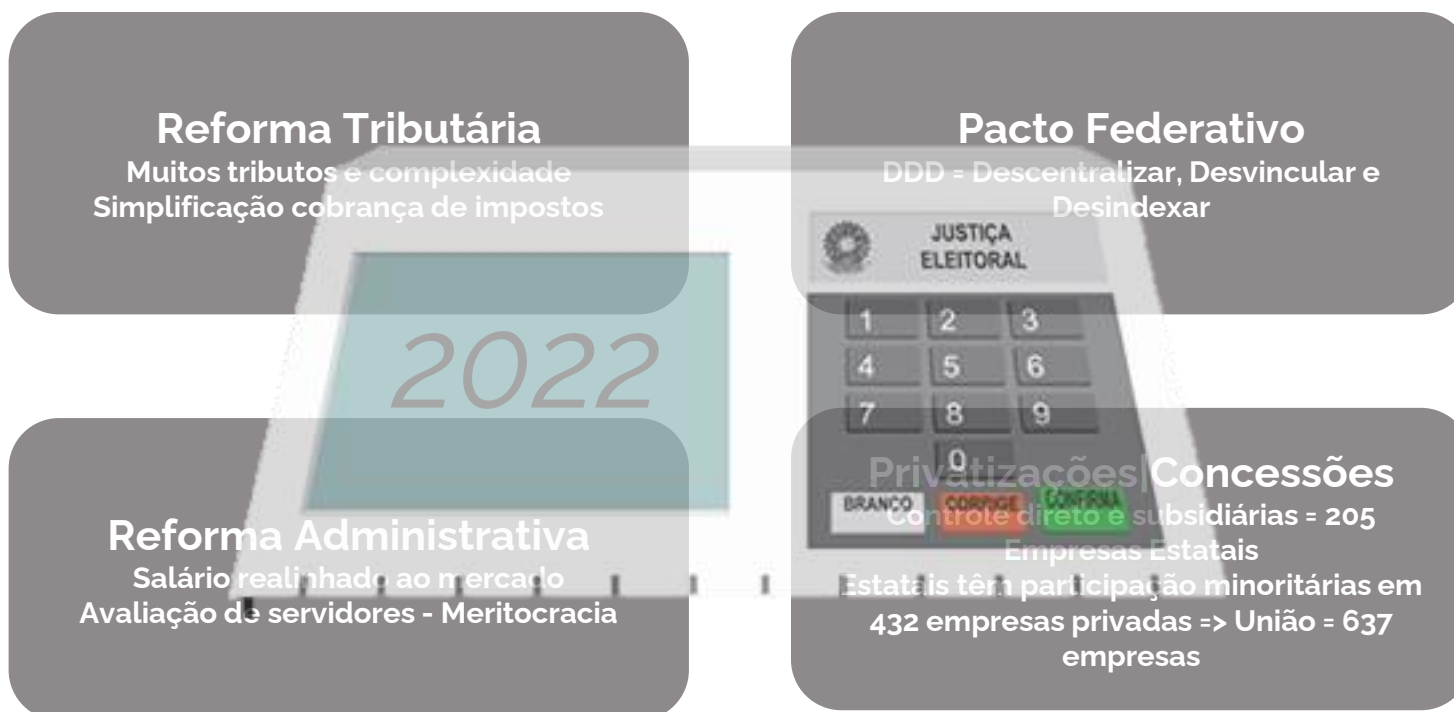 Reforma Tributária
Muitos tributos e complexidade
Simplificação cobrança de impostos
Pacto Federativo
DDD = Descentralizar, Desvincular e
Desindexar
JUSTIÇA
ELEITORAL
1 2 3
4 5 6
7 8 9
0
BRANCO CORRIGE CONFIRMA
2022
Reforma Administrativa
Salário realinhado ao mercado
Avaliação de servidores - Meritocracia
Privatizações|Concessões
Controle direto e subsidiárias = 205
Empresas Estatais
Estatais têm participação minoritárias em
432 empresas privadas => União = 637
empresas